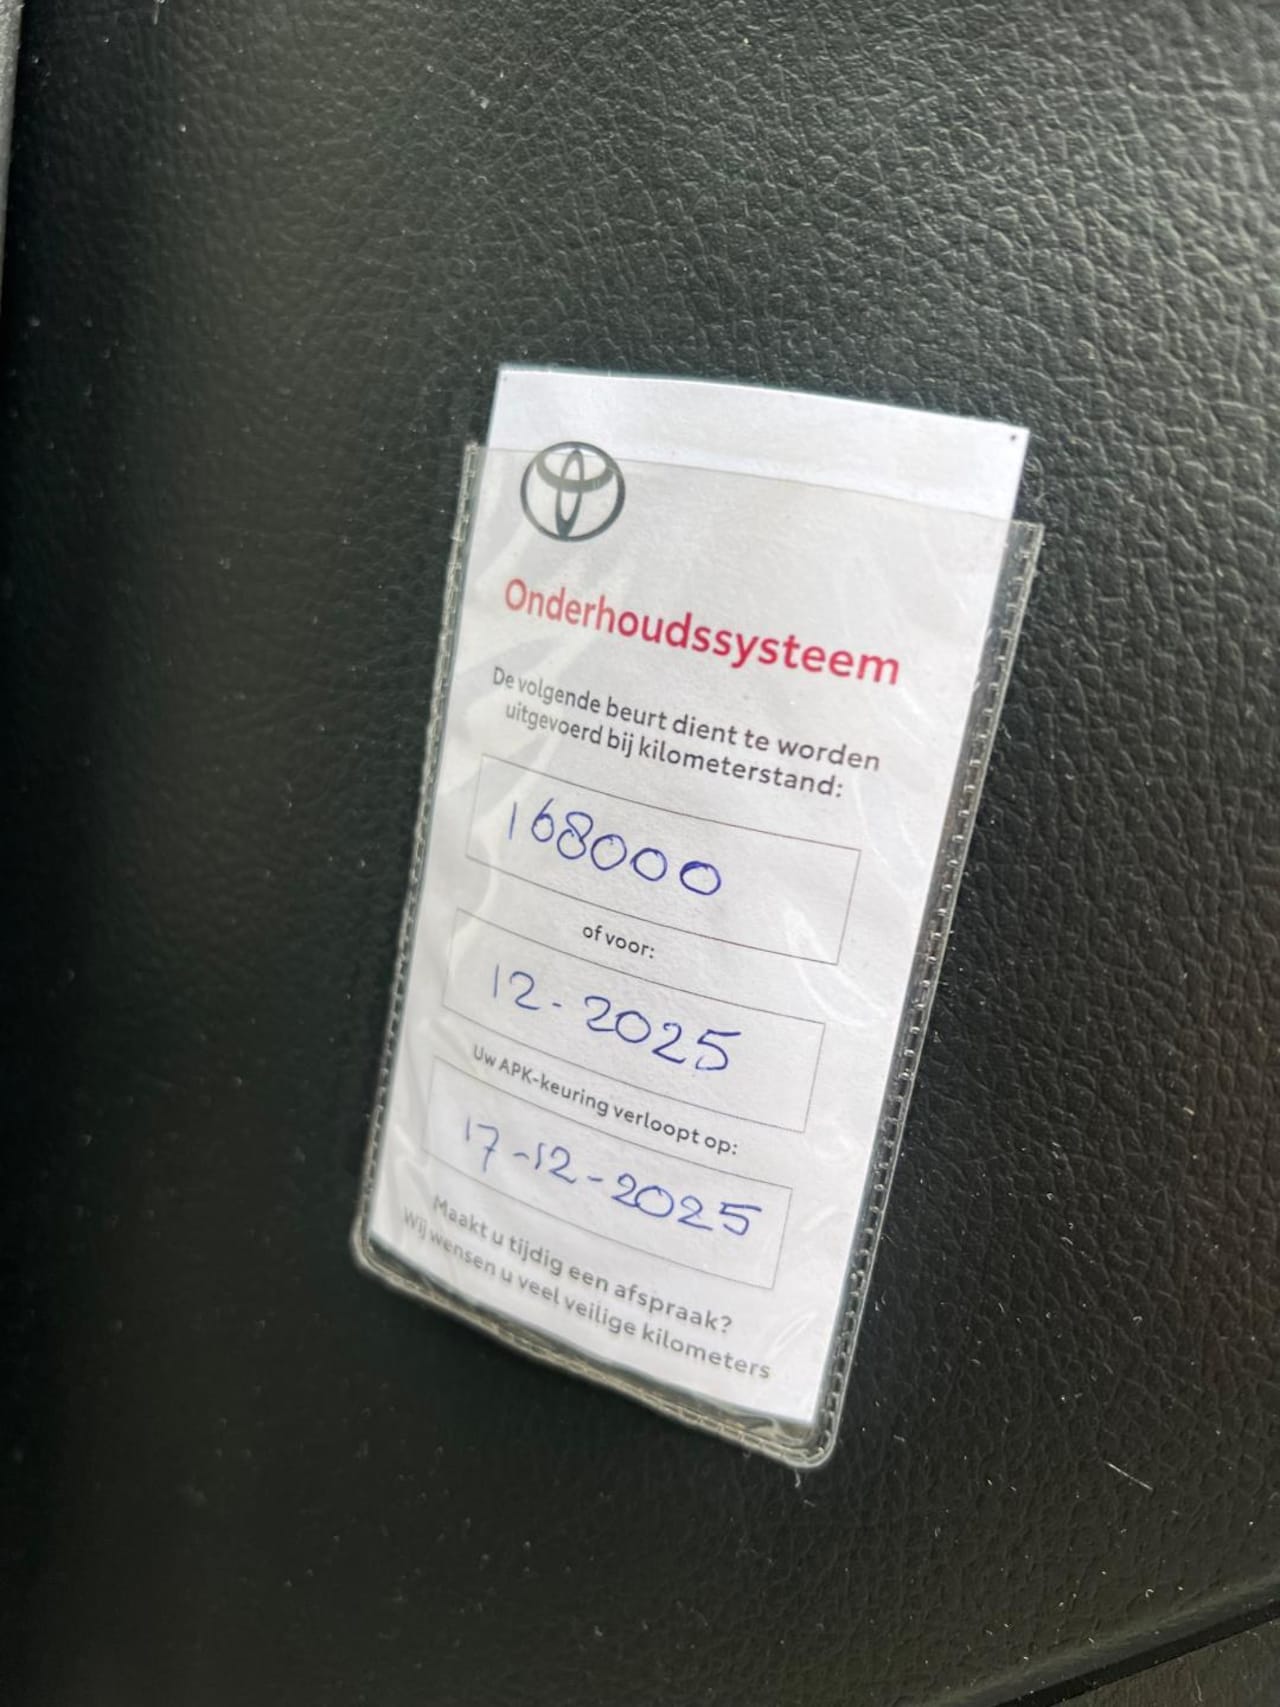 Onderhoudssysteem
De volgende beurt dient te worden
uitgevoerd bij kilometerstand:
168000
of voor:
12-2025
Uw APK-keuring verloopt op:
17-12-2025
Maakt u tijdig een afspraak?
Wij wensen u veel veilige kilometers